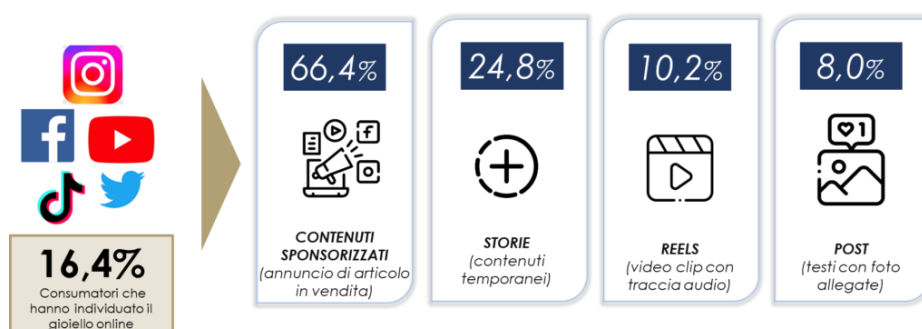 66,4%
CONTENUTI
SPONSORIZZATI
(annuncio di articolo
in vendita)
24,8%
STORIE
(contenuti
temporanei)
10,2%
REELS
(video clip con
traccia audio)
8,0%
1
POST
(testi con foto
allegate)
16,4%
Consumatori che
hanno individuato il
gioiello online